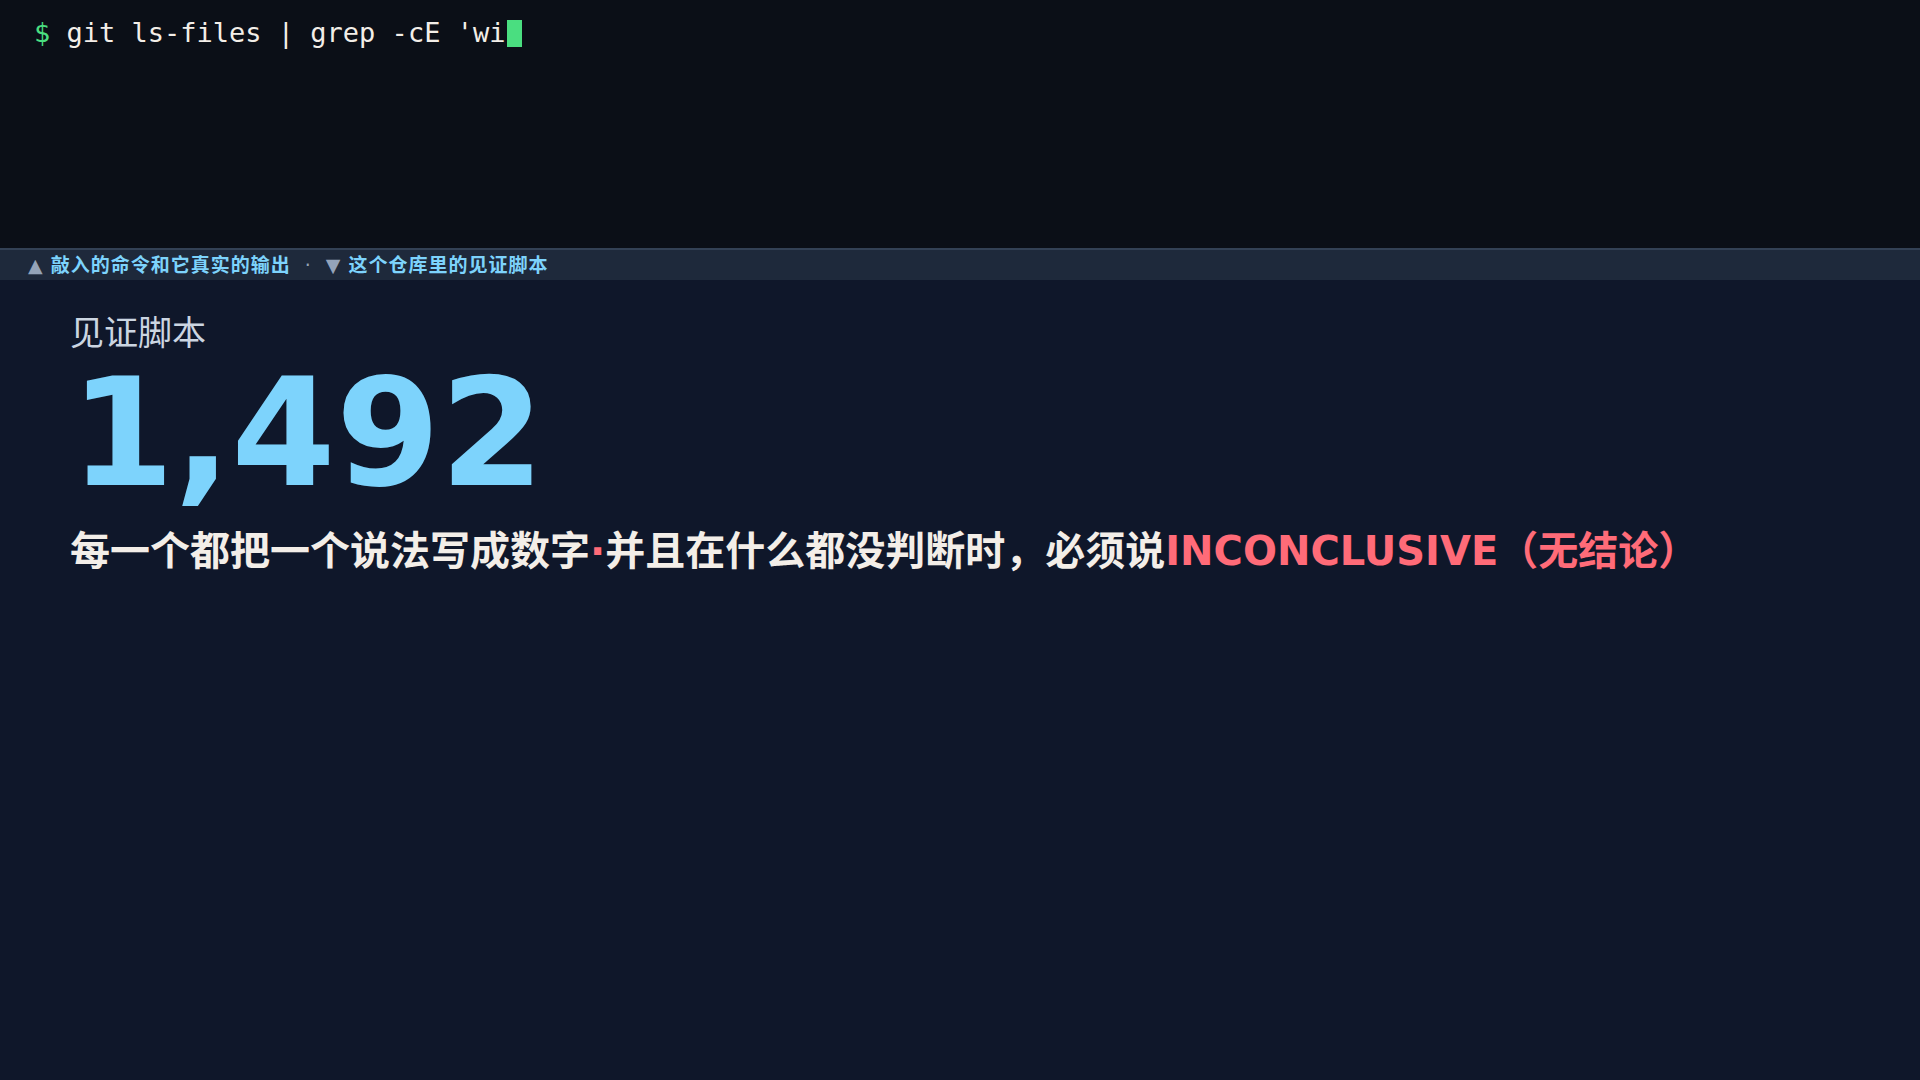 $ git ls-files | grep -cE 'wi
▲ 敲入的命令和它真实的输出 · ▼ 这个仓库里的见证脚本
见证脚本
1,492
每一个都把一个说法写成数字·并且在什么都没判断时，必须说INCONCLUSIVE（无结论）